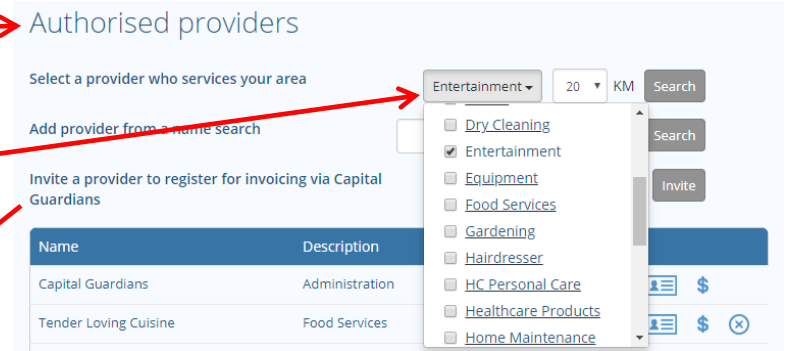 Authorised providers
Select a provider who services your area
Entertainment
20
KM
Search
Add provider from a name search
Search
Invite a provider to register for invoicing via Capital
Guardians
Invite
Dry Cleaning
Entertainment
Equipment
Food Services
Gardening
Hairdresser
HC Personal Care
Healthcare Products
Home Maintenance
Name Description
Capital Guardians Administration $
Tender Loving Cuisine Food Services $